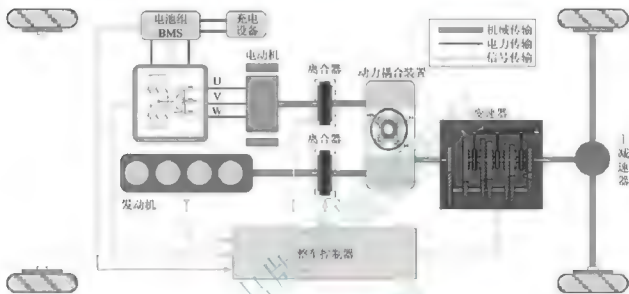 电池组
BMS
充电
设备
机械传输
电力传输
信号传输
电动机
离合器
动力耦合装置
U
V
W
变速器
离合器
减
速
器
发动机
整车控制器